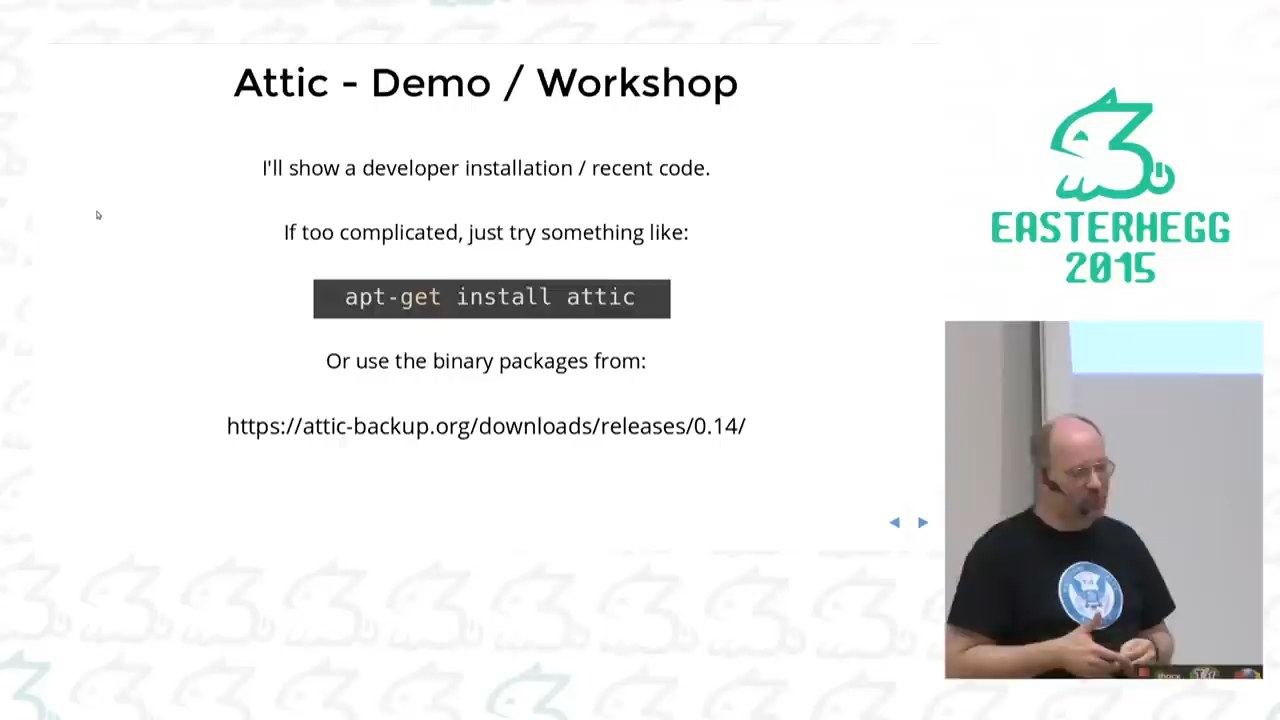 Attic - Demo / Workshop
I'll show a developer installation / recent code.
If too complicated, just try something like:
apt-get install attic
Or use the binary packages from:
https://attic-backup.org/downloads/releases/0.14/
EASTERHEGG
2015